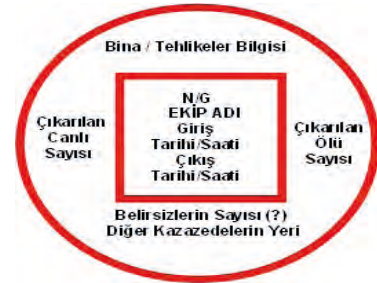 Bina / Tehlikeler Bilgisi
N/G
EKİP ADI
Giriş
Tarihi/Saati
Çıkış
Tarihi/Saati
Çıkarılan
Canlı
Sayısı
Çıkarılan
Ölü
Sayısı
Belirsizlerin Sayısı (?)
Diğer Kazazedelerin Yeri